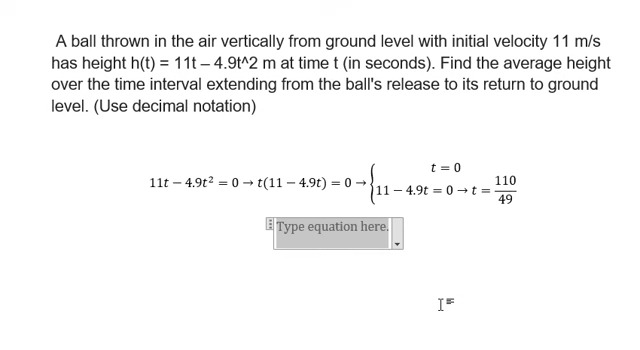 A ball thrown in the air vertically from ground level with initial velocity 11 m/s
has height h(t) = 11t – 4.9t^2 m at time t (in seconds). Find the average height
over the time interval extending from the ball's release to its return to ground
level. (Use decimal notation)
11t − 4.9t² = 0 → t(11 − 4.9t) = 0 → { t = 0
11 − 4.9t = 0 → t = 110/49
Type equation here.